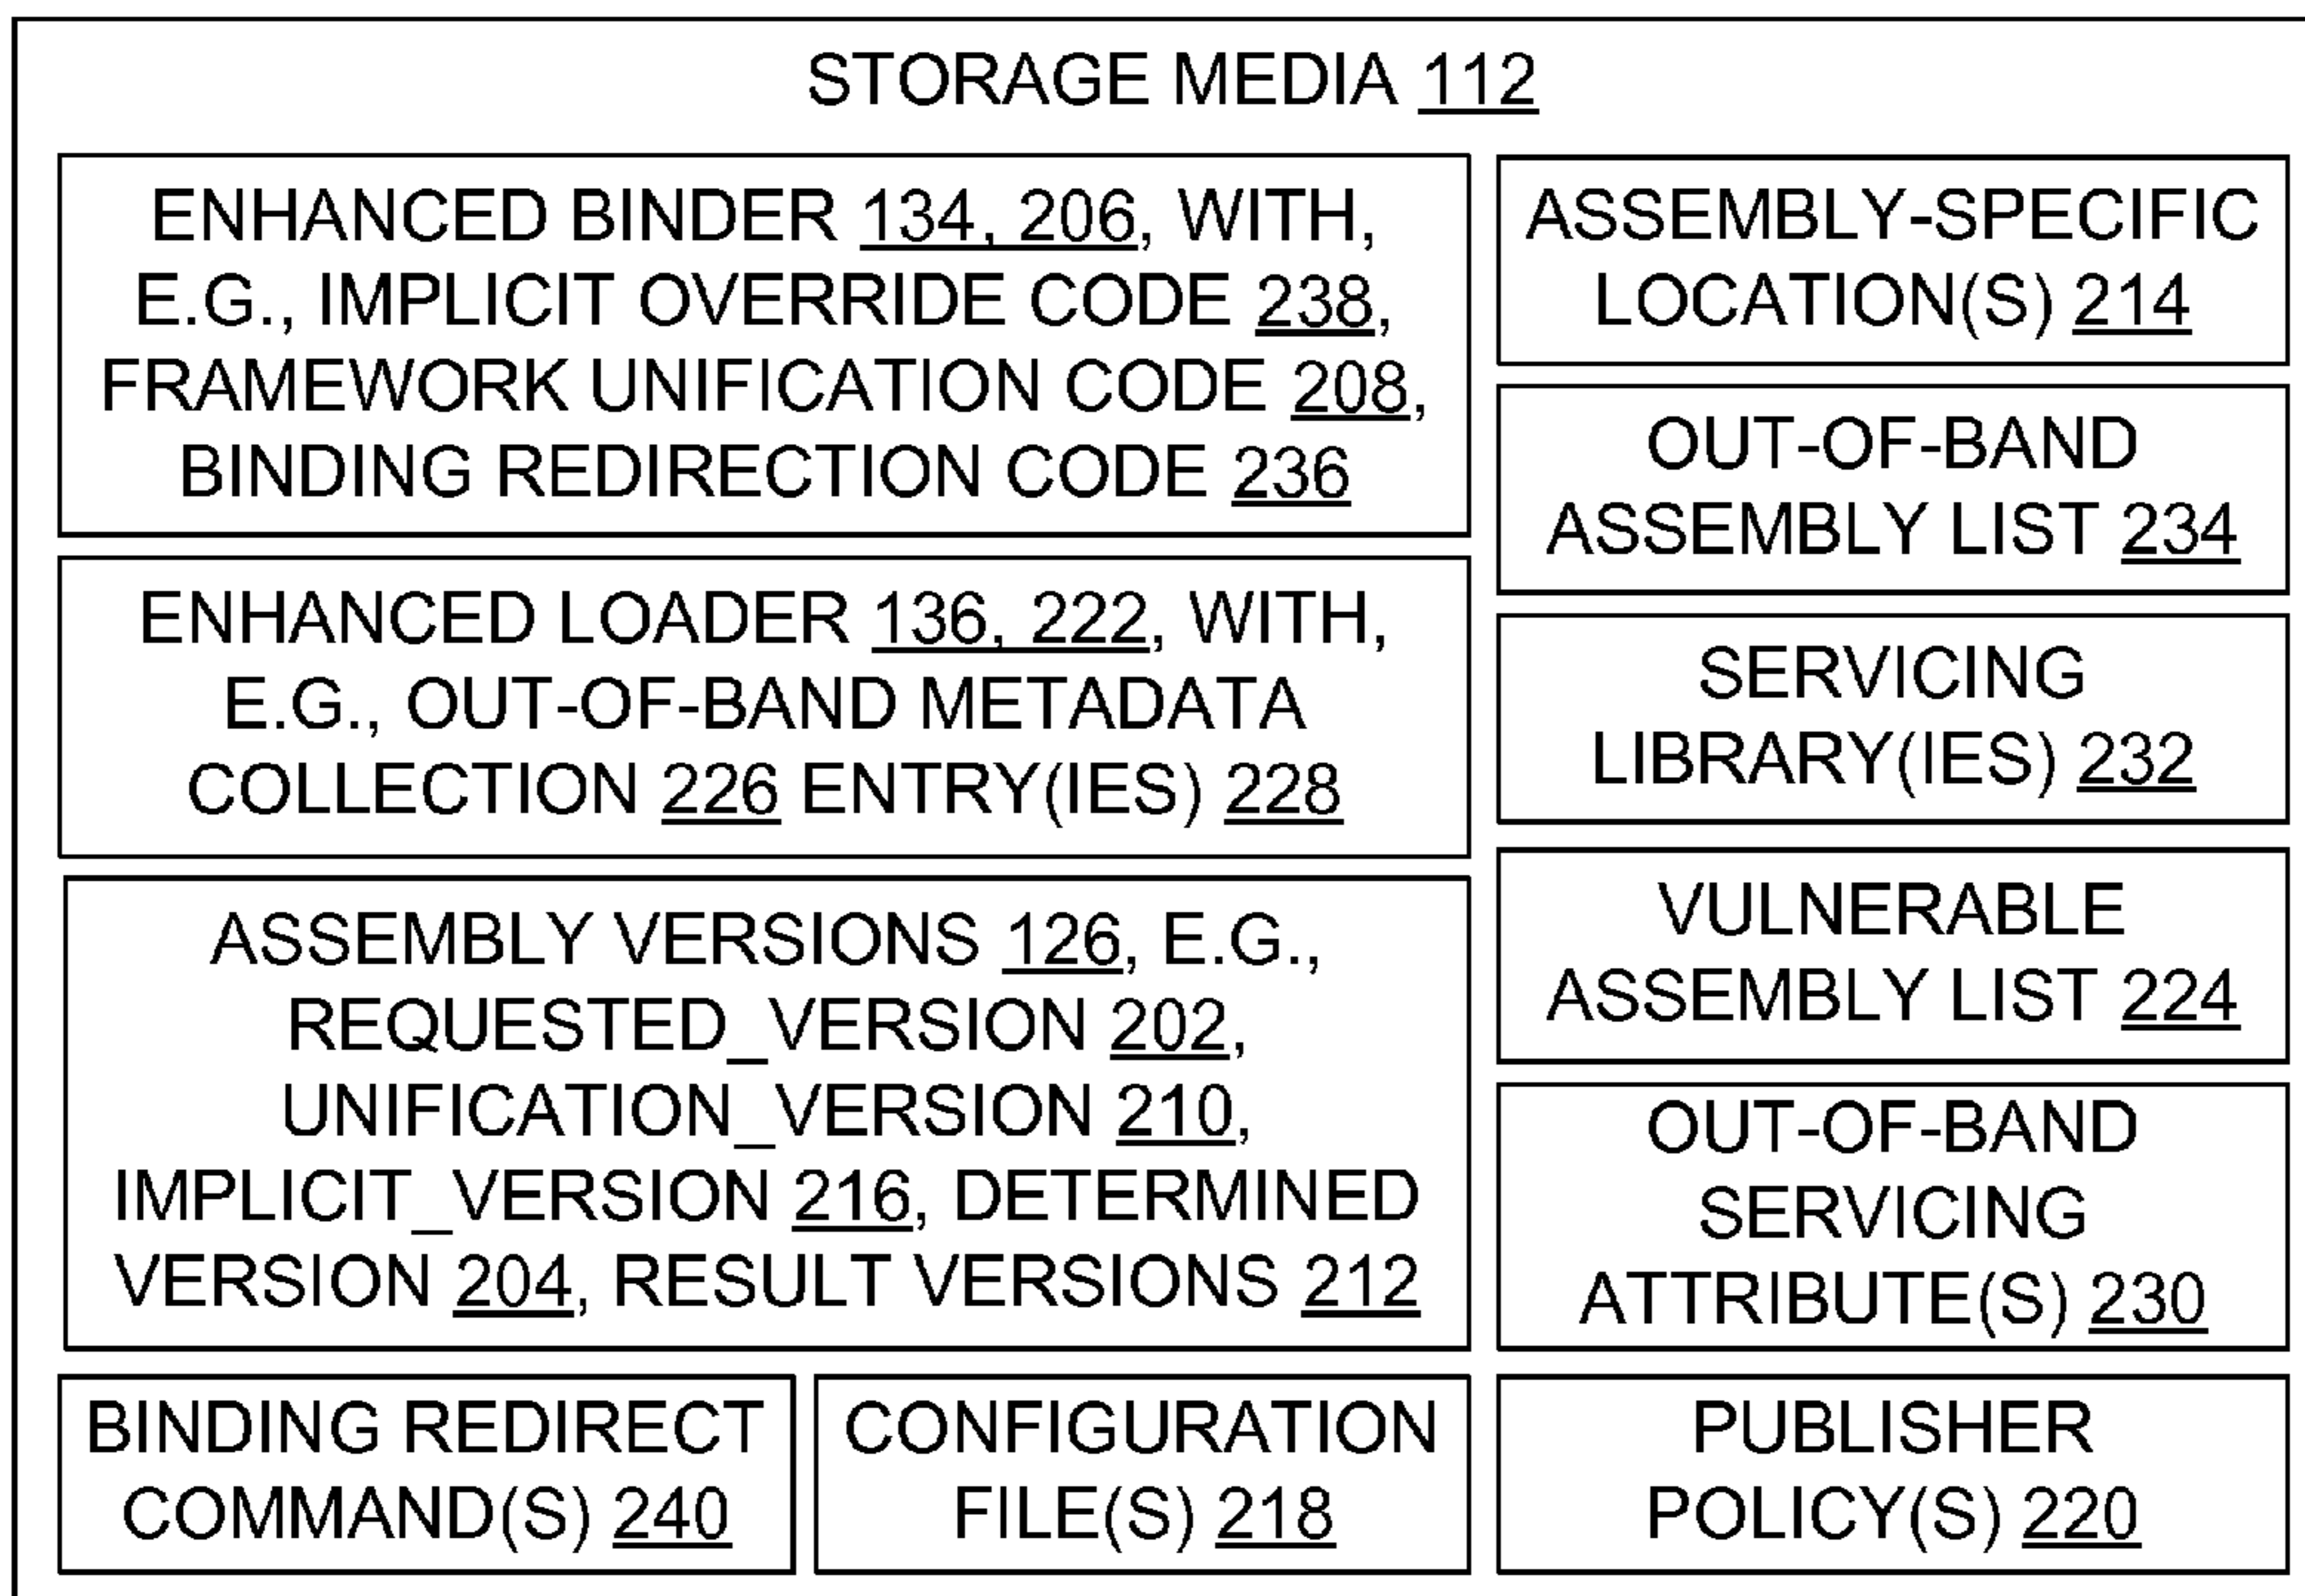 STORAGE MEDIA 112
ENHANCED BINDER 134, 206, WITH,
E.G., IMPLICIT OVERRIDE CODE 238,
FRAMEWORK UNIFICATION CODE 208,
BINDING REDIRECTION CODE 236
ENHANCED LOADER 136, 222, WITH,
E.G., OUT-OF-BAND METADATA
COLLECTION 226 ENTRY(IES) 228
ASSEMBLY VERSIONS 126, E.G.,
REQUESTED_VERSION 202,
UNIFICATION_VERSION 210,
IMPLICIT_VERSION 216, DETERMINED
VERSION 204, RESULT VERSIONS 212
BINDING REDIRECT
COMMAND(S) 240
CONFIGURATION
FILE(S) 218
ASSEMBLY-SPECIFIC
LOCATION(S) 214
OUT-OF-BAND
ASSEMBLY LIST 234
SERVICING
LIBRARY(IES) 232
VULNERABLE
ASSEMBLY LIST 224
OUT-OF-BAND
SERVICING
ATTRIBUTE(S) 230
PUBLISHER
POLICY(S) 220